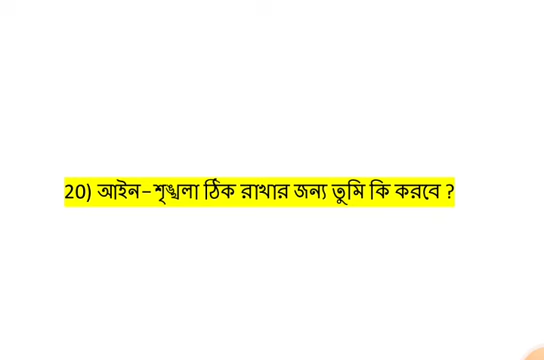 20) আইন-শৃঙ্খলা ঠিক রাখার জন্য তুমি কি করবে ?